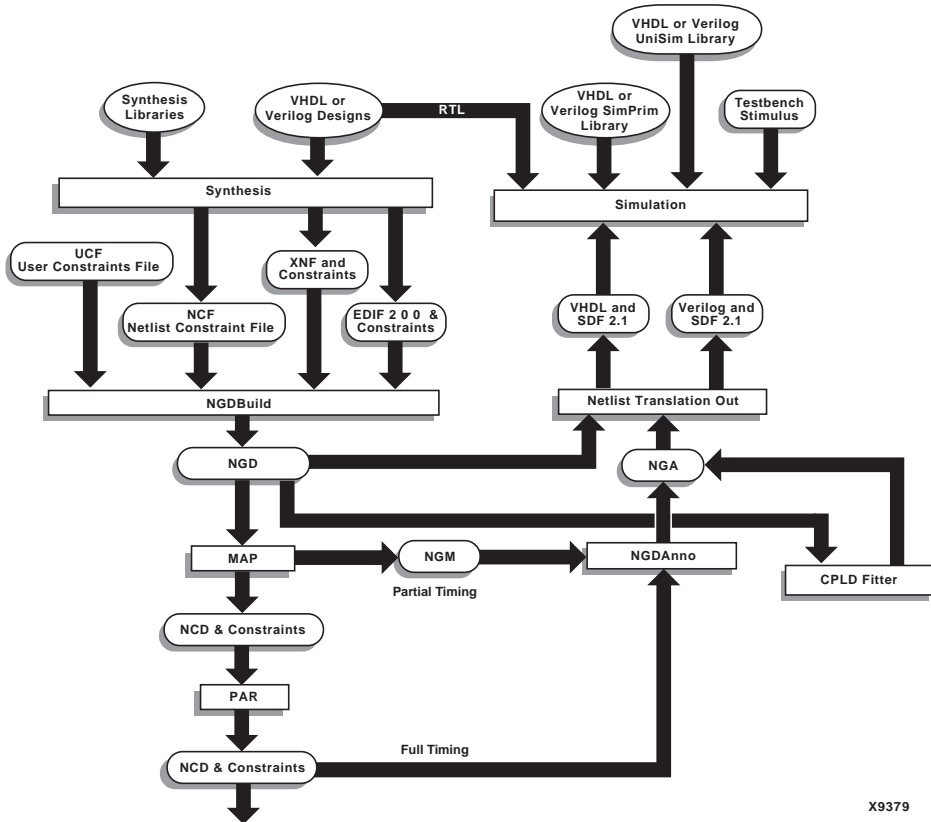 VHDL or Verilog
UniSim Library
Synthesis
Libraries
VHDL or
Verilog Designs
RTL
VHDL or
Verilog SimPrim
Library
Testbench
Stimulus
Synthesis
Simulation
UCF
User Constraints File
XNF and
Constraints
NCF
Netlist Constraint File
EDIF 2 0 0 &
Constraints
VHDL and
SDF 2.1
Verilog and
SDF 2.1
NGDBuild
Netlist Translation Out
NGD
NGA
MAP
NGM
NGDAnno
Partial Timing
CPLD Fitter
NCD & Constraints
PAR
Full Timing
NCD & Constraints
X9379